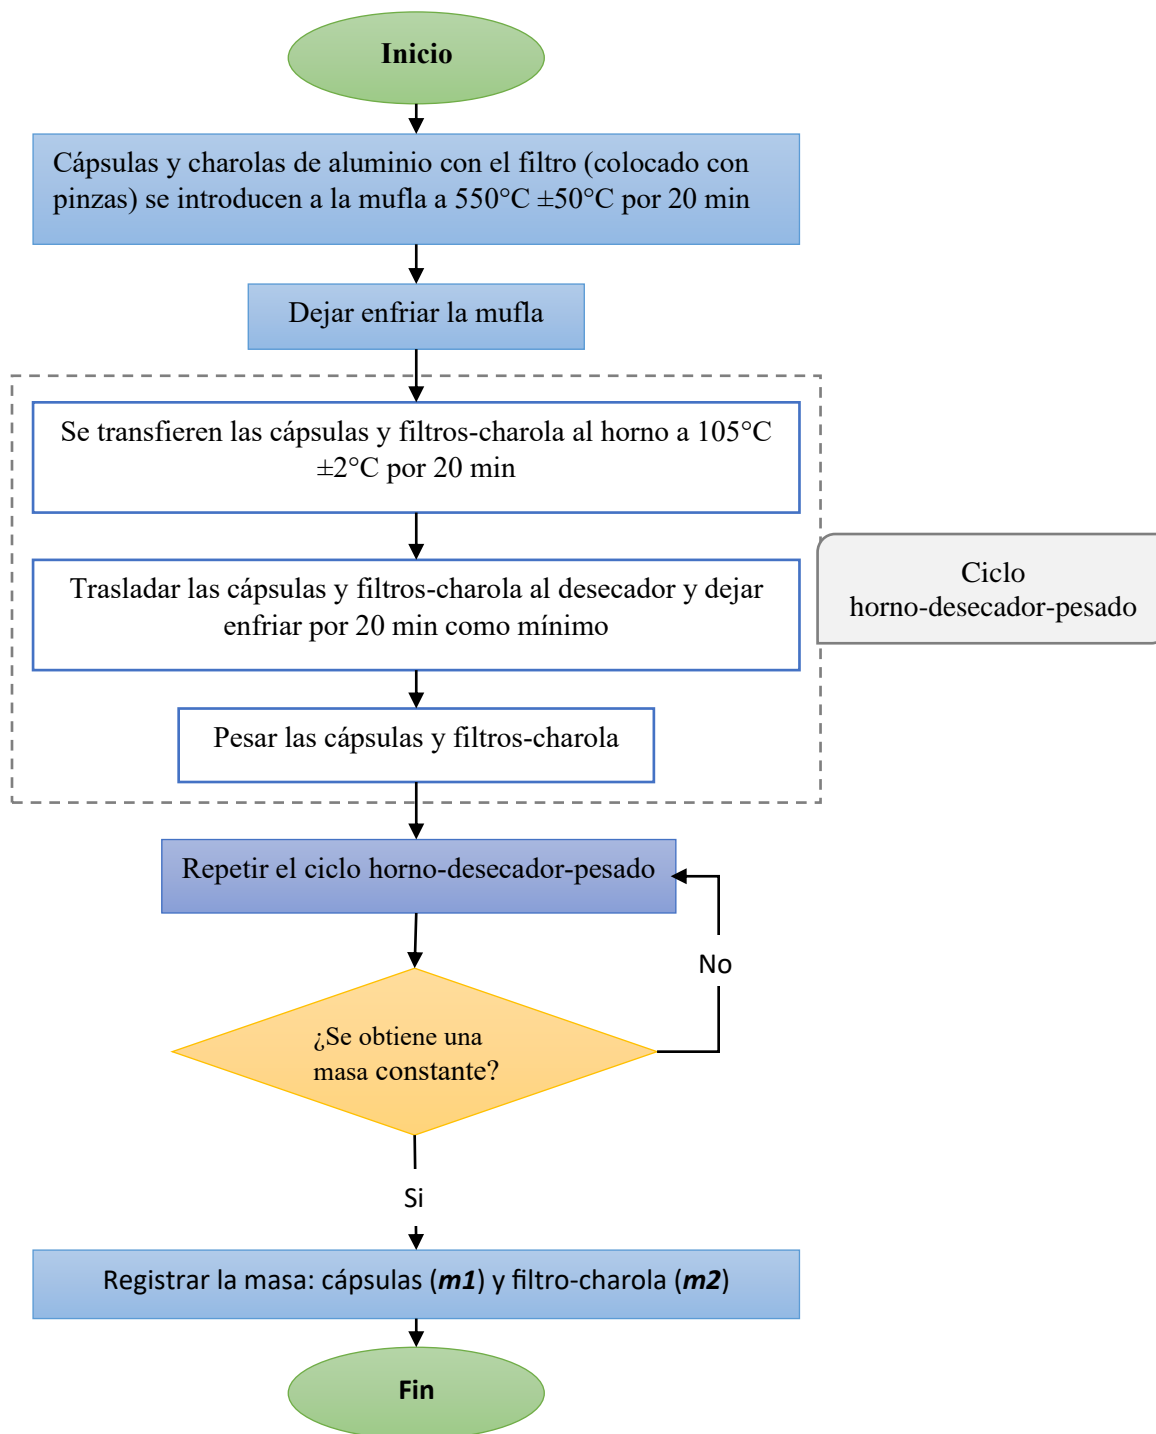 Inicio
Cápsulas y charolas de aluminio con el filtro (colocado con
pinzas) se introducen a la mufla a 550°C ±50°C por 20 min
Dejar enfriar la mufla
Se transfieren las cápsulas y filtros-charola al horno a 105°C
±2°C por 20 min
Trasladar las cápsulas y filtros-charola al desecador y dejar
enfriar por 20 min como mínimo
Ciclo
horno-desecador-pesado
Pesar las cápsulas y filtros-charola
Repetir el ciclo horno-desecador-pesado
No
¿Se obtiene una
masa constante?
Si
Registrar la masa: cápsulas (m1) y filtro-charola (m2)
Fin